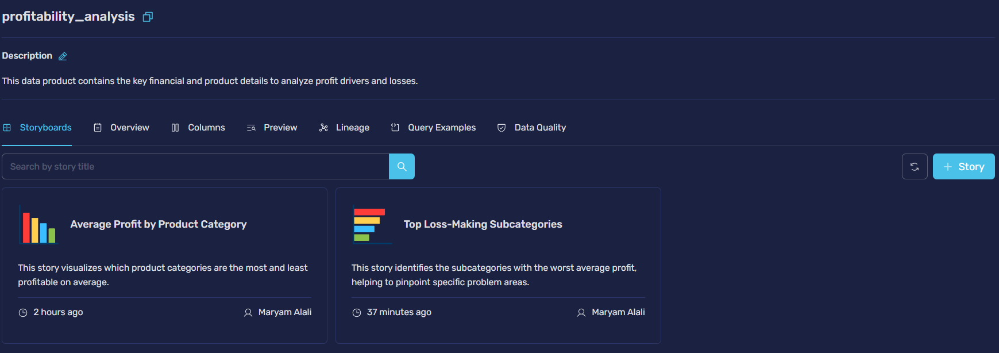 profitability_analysis
Description
This data product contains the key financial and product details to analyze profit drivers and losses.
Storyboards Overview Columns Preview Lineage Query Examples Data Quality
Search by story title
+ Story
Average Profit by Product Category
This story visualizes which product categories are the most and least
profitable on average.
2 hours ago Maryam Alali
Top Loss-Making Subcategories
This story identifies the subcategories with the worst average profit,
helping to pinpoint specific problem areas.
37 minutes ago Maryam Alali